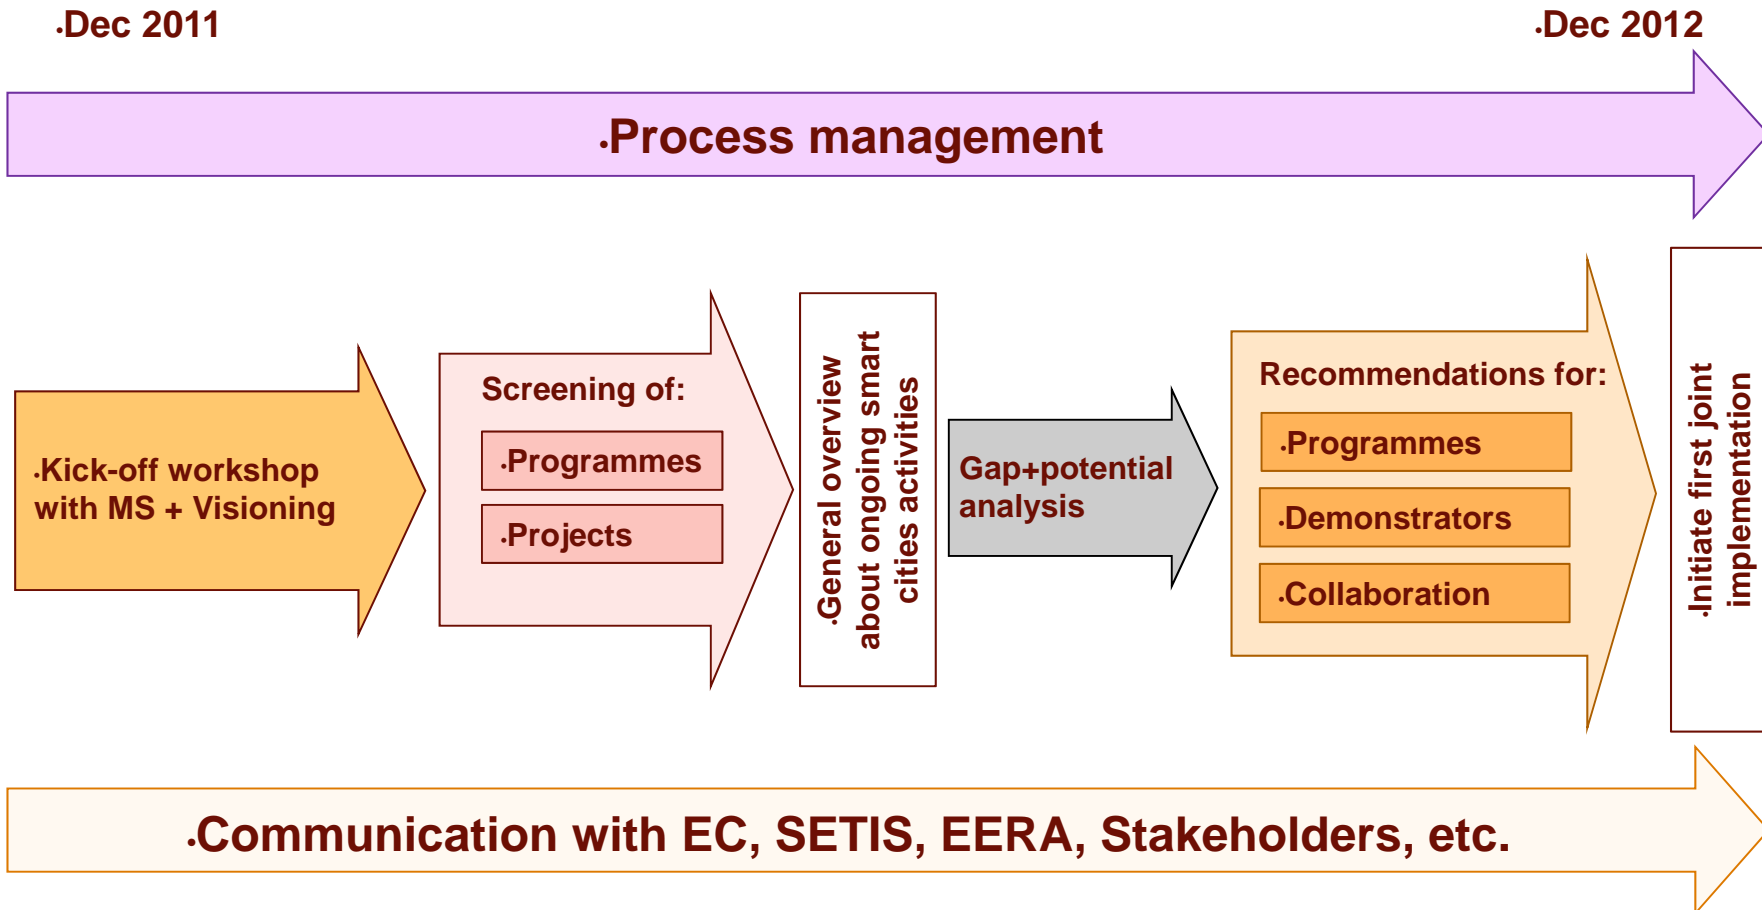 .Dec 2011
.Dec 2012
.Process management
.Kick-off workshop
with MS + Visioning
Screening of:
.Programmes
.Projects
.General overview
about ongoing smart
cities activities
Gap+potential
analysis
Recommendations for:
.Programmes
.Demonstrators
.Collaboration
.Initiate first joint
implementation
.Communication with EC, SETIS, EERA, Stakeholders, etc.